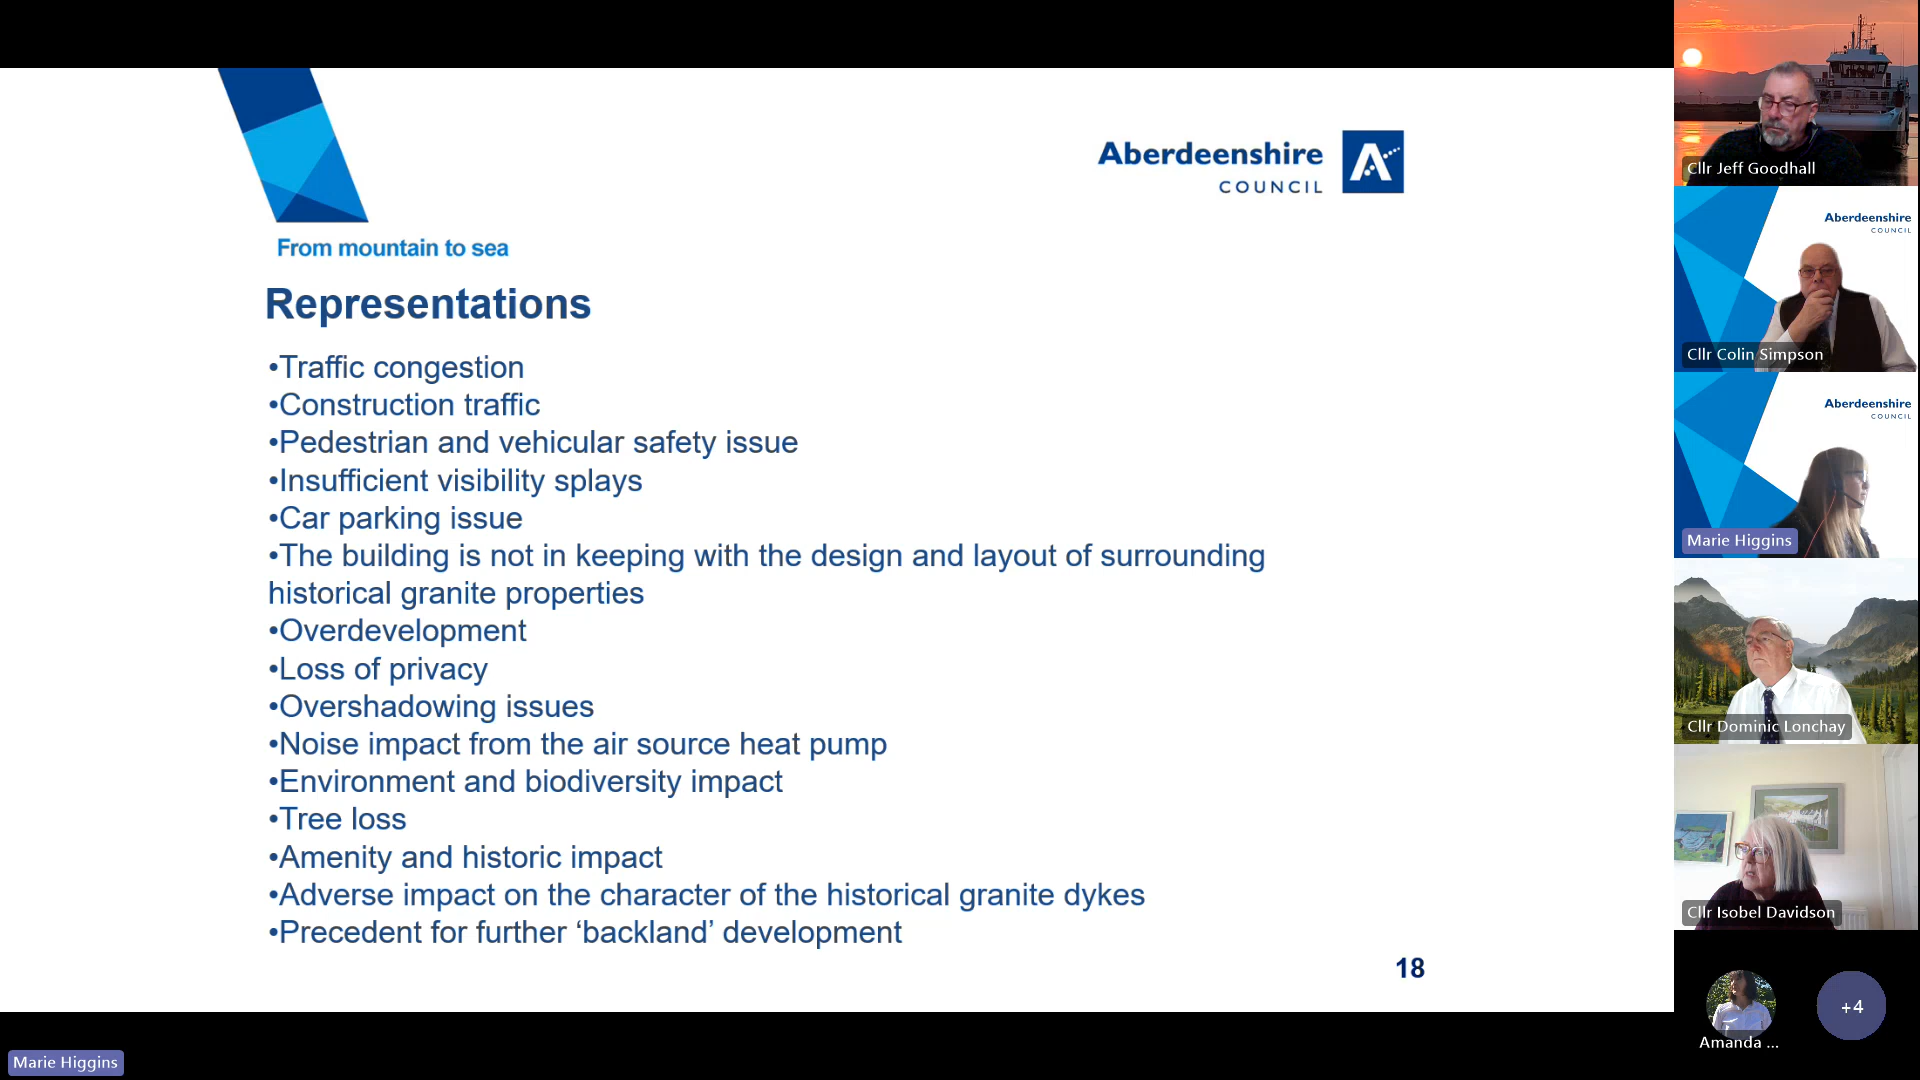 Aberdeenshire
COUNCIL
From mountain to sea
Representations
•Traffic congestion
•Construction traffic
•Pedestrian and vehicular safety issue
•Insufficient visibility splays
•Car parking issue
•The building is not in keeping with the design and layout of surrounding
historical granite properties
•Overdevelopment
•Loss of privacy
•Overshadowing issues
•Noise impact from the air source heat pump
•Environment and biodiversity impact
•Tree loss
•Amenity and historic impact
•Adverse impact on the character of the historical granite dykes
•Precedent for further ‘backland’ development
18
Marie Higgins
Cllr Jeff Goodhall
Aberdeenshire
COUNCIL
Cllr Colin Simpson
Aberdeenshire
COUNCIL
Marie Higgins
Cllr Dominic Lonchay
Cllr Isobel Davidson
Amanda ...
+4